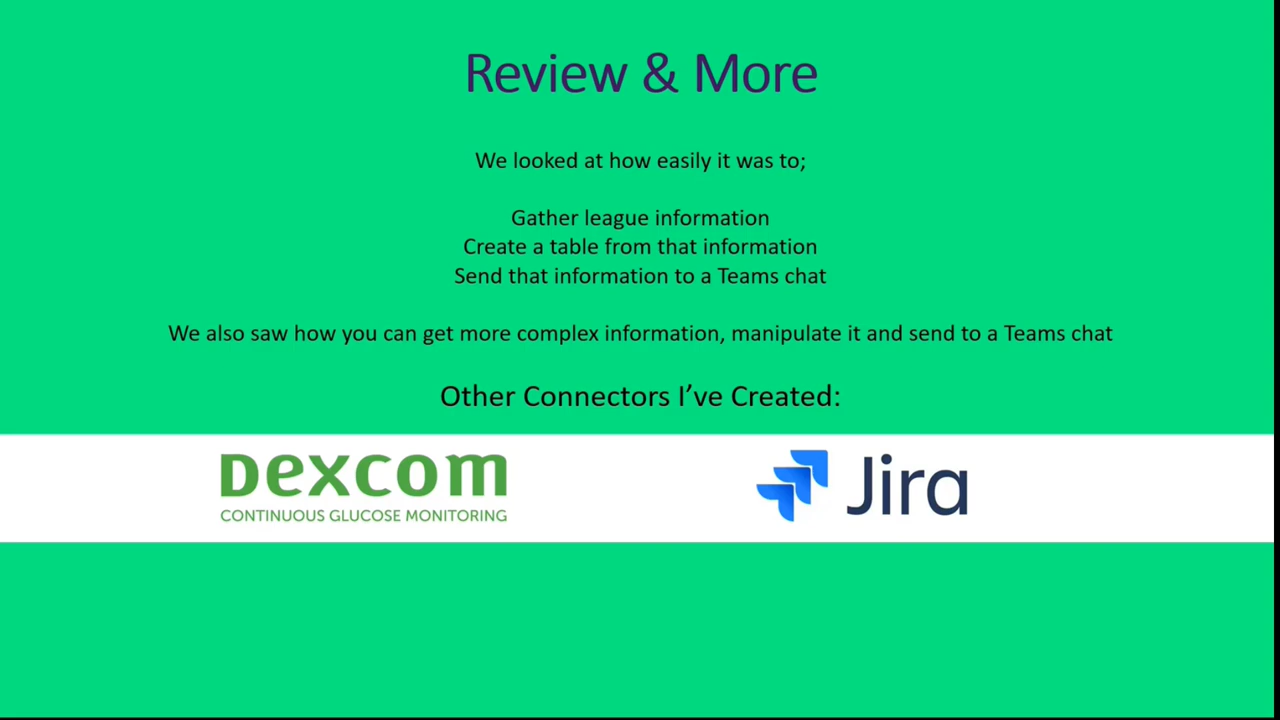 Review & More
We looked at how easily it was to;
Gather league information
Create a table from that information
Send that information to a Teams chat
We also saw how you can get more complex information, manipulate it and send to a Teams chat
Other Connectors I’ve Created:
Dexcom
CONTINUOUS GLUCOSE MONITORING
Jira